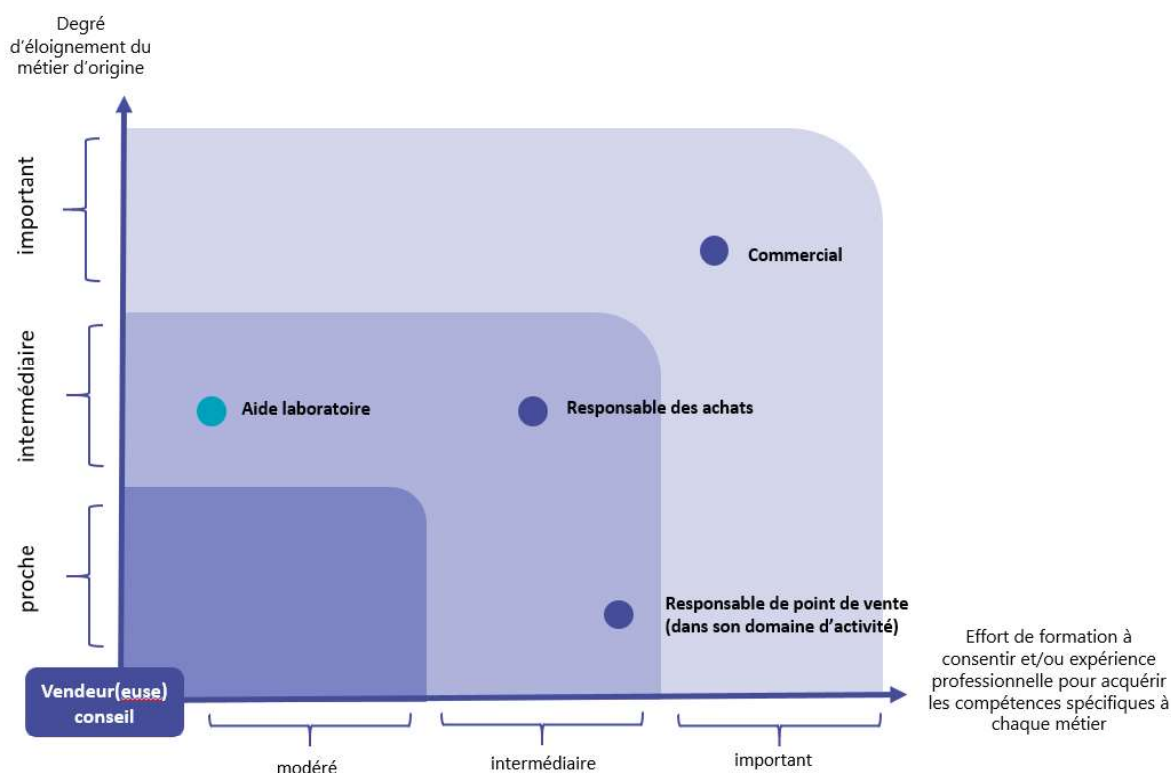 Degré
d'éloignement du
métier d'origine
important
Commercial
intermédiaire
Aide laboratoire
Responsable des achats
proche
Responsable de point de vente
(dans son domaine d'activité)
Effort de formation à
consentir et/ou expérience
professionnelle pour acquérir
les compétences spécifiques à
chaque métier
Vendeur(euse)
conseil
modéré
intermédiaire
important